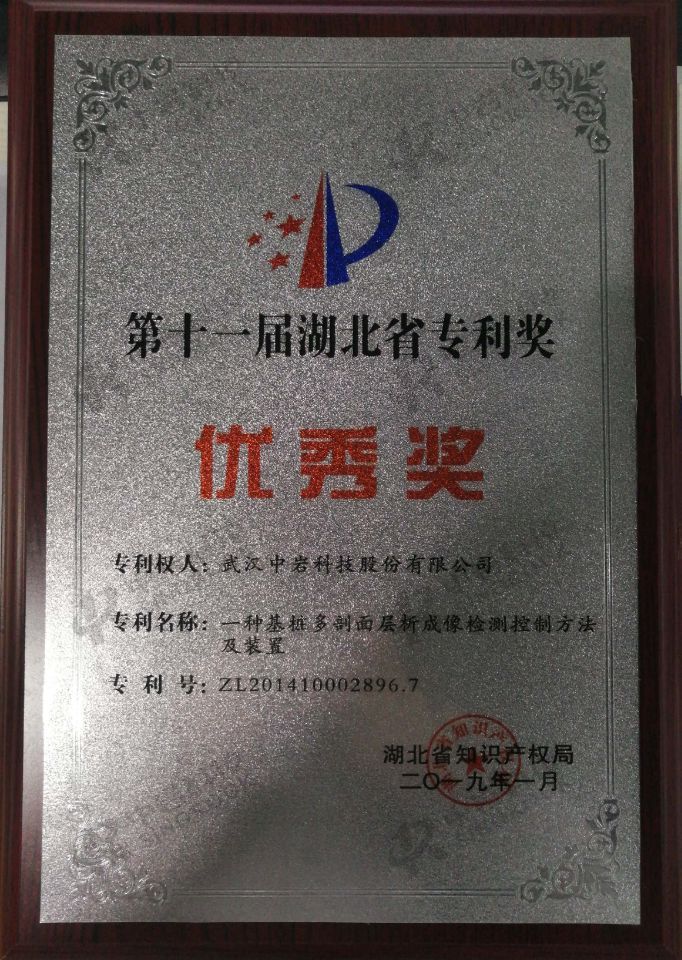 第十一届湖北省专利奖
优秀奖
专利权人：武汉中岩科技股份有限公司
专利名称：一种基桩多剖面层析成像检测控制方法
及装置
专利号：ZL201410002896.7
湖北省知识产权局
二〇一九年一月